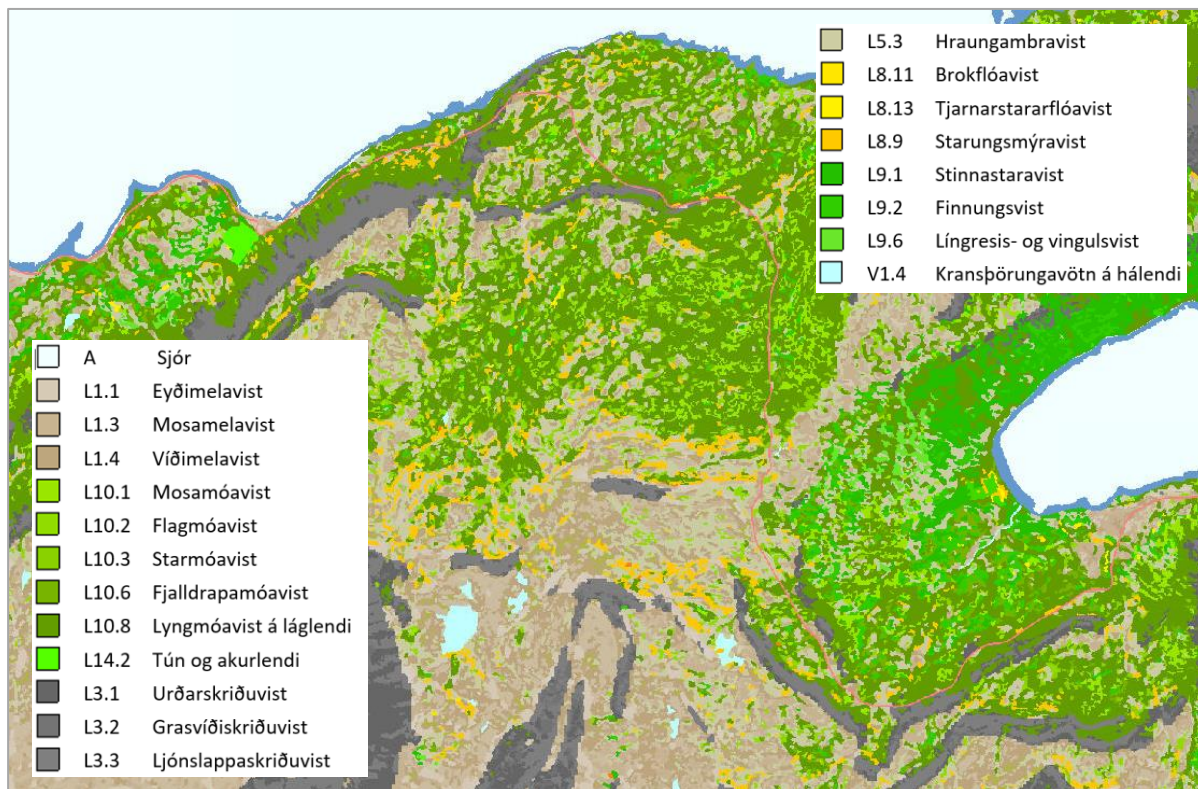 L5.3 Hraungambravist
L8.11 Brokflóavist
L8.13 Tjarnarstararflóavist
L8.9 Starungsmýravist
L9.1 Stinnastaravist
L9.2 Finnungsvist
L9.6 Língresis- og vingulsvist
V1.4 Kransþörungavötn á hálendi
A Sjór
L1.1 Eyðimelavist
L1.3 Mosamelavist
L1.4 Víðimelavist
L10.1 Mosamóavist
L10.2 Flagmóavist
L10.3 Starmóavist
L10.6 Fjalldrapamóavist
L10.8 Lyngmóavist á láglendi
L14.2 Tún og akurlendi
L3.1 Urðarskriðuvist
L3.2 Grasvíðiskriðuvist
L3.3 Ljónslappaskriðuvist